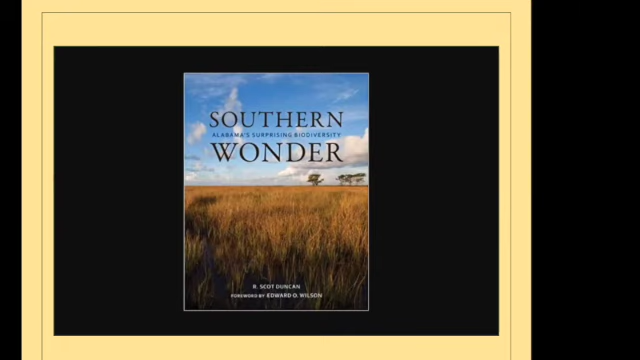 SOUTHERN
ALABAMA'S SURPRISING BIODIVERSITY
WONDER
R. SCOT DUNCAN
FOREWORD BY EDWARD O. WILSON